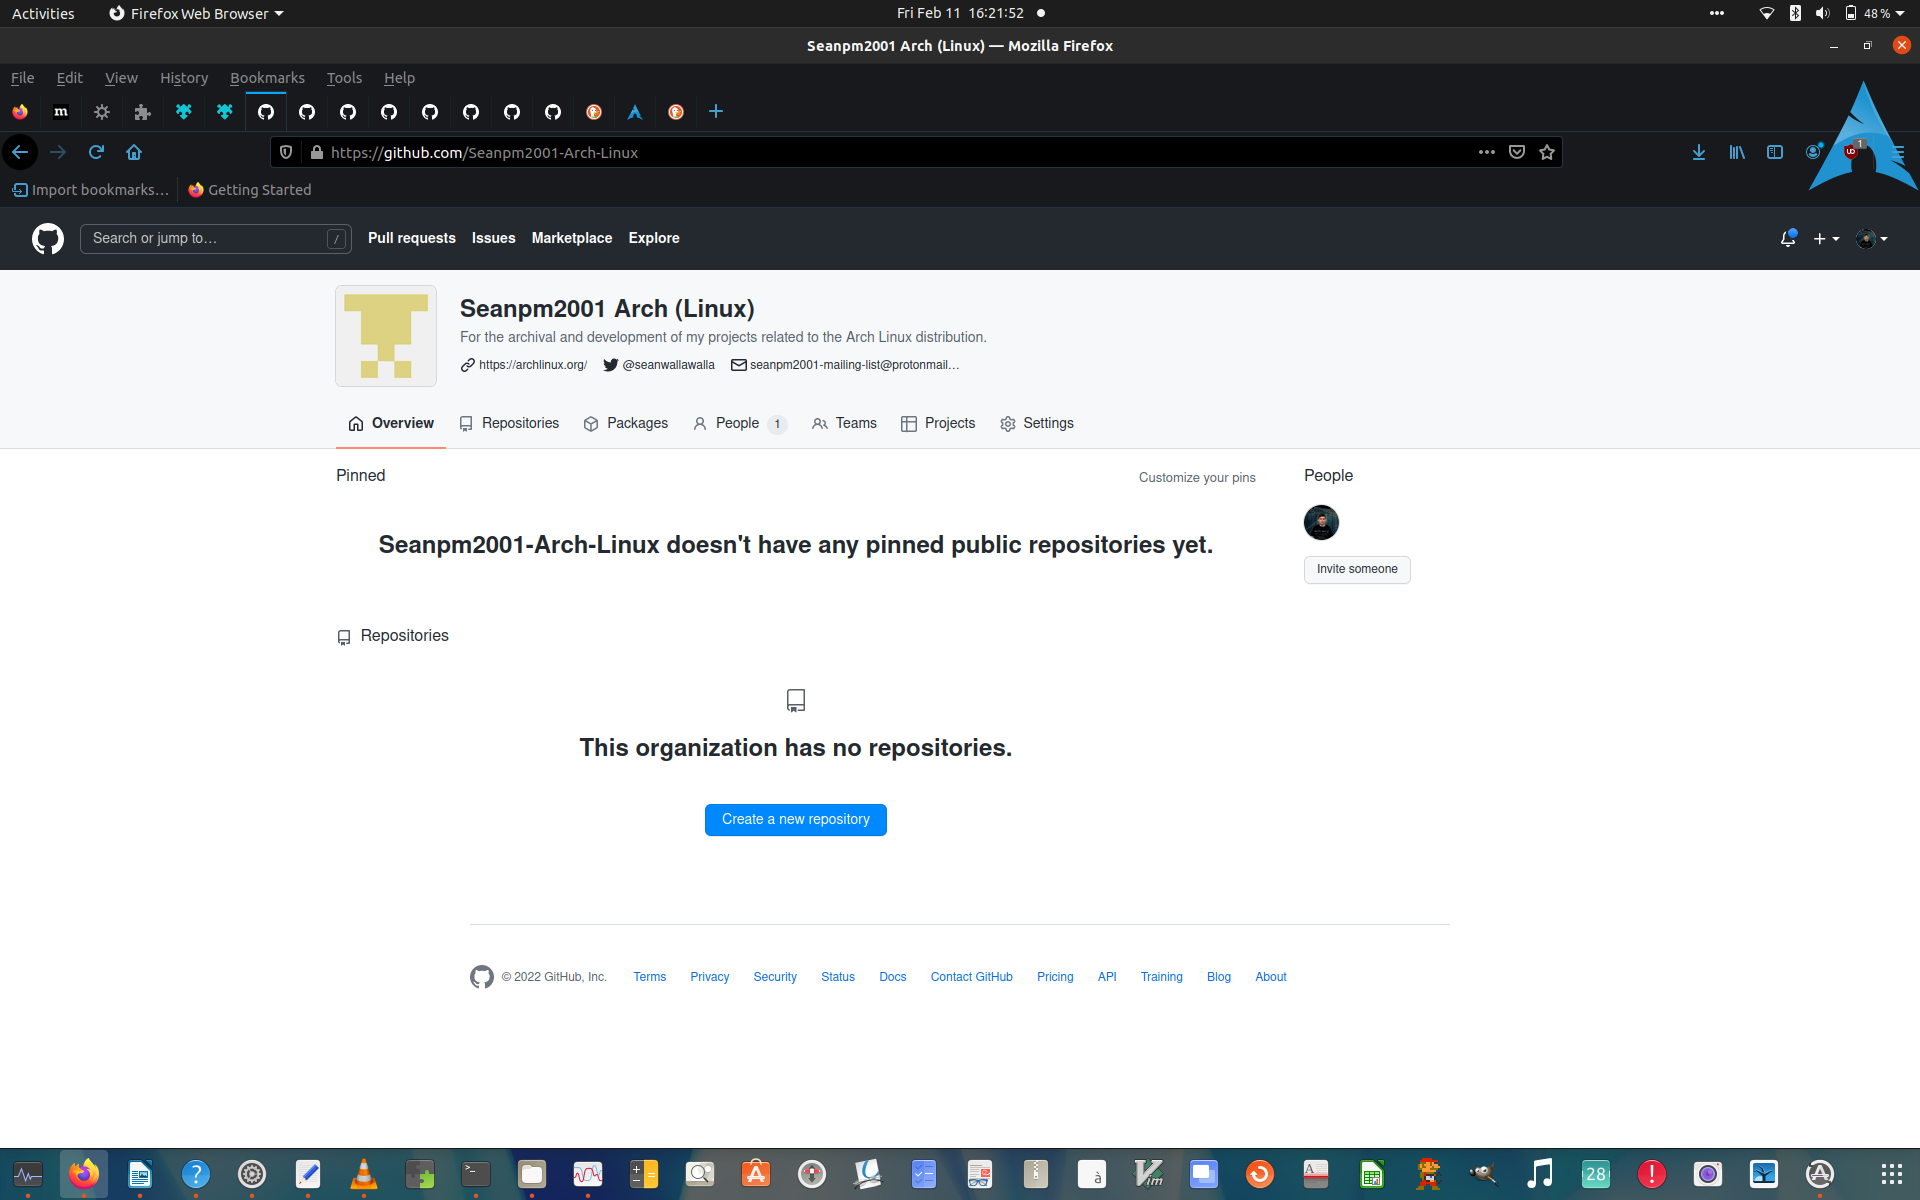 Activities Firefox Web Browser Fri Feb 11 16:21:52 48 %
Seanpm2001 Arch (Linux) — Mozilla Firefox
File Edit View History Bookmarks Tools Help
m
https://github.com/Seanpm2001-Arch-Linux
1
Import bookmarks… Getting Started
Search or jump to… / Pull requests Issues Marketplace Explore
Seanpm2001 Arch (Linux)
For the archival and development of my projects related to the Arch Linux distribution.
https://archlinux.org/ @seanwallawalla seanpm2001-mailing-list@protonmail…
Overview Repositories Packages People 1 Teams Projects Settings
Pinned Customize your pins People
Seanpm2001-Arch-Linux doesn't have any pinned public repositories yet.
Invite someone
Repositories
This organization has no repositories.
Create a new repository
© 2022 GitHub, Inc. Terms Privacy Security Status Docs Contact GitHub Pricing API Training Blog About
28